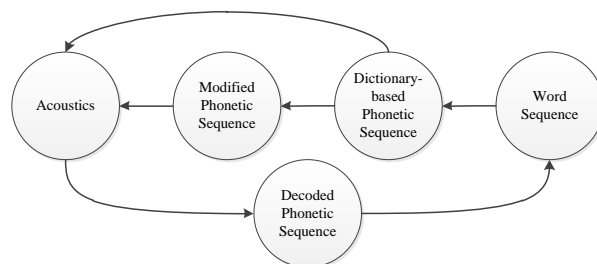 Acoustics
Modified
Phonetic
Sequence
Dictionary-
based
Phonetic
Sequence
Word
Sequence
Decoded
Phonetic
Sequence